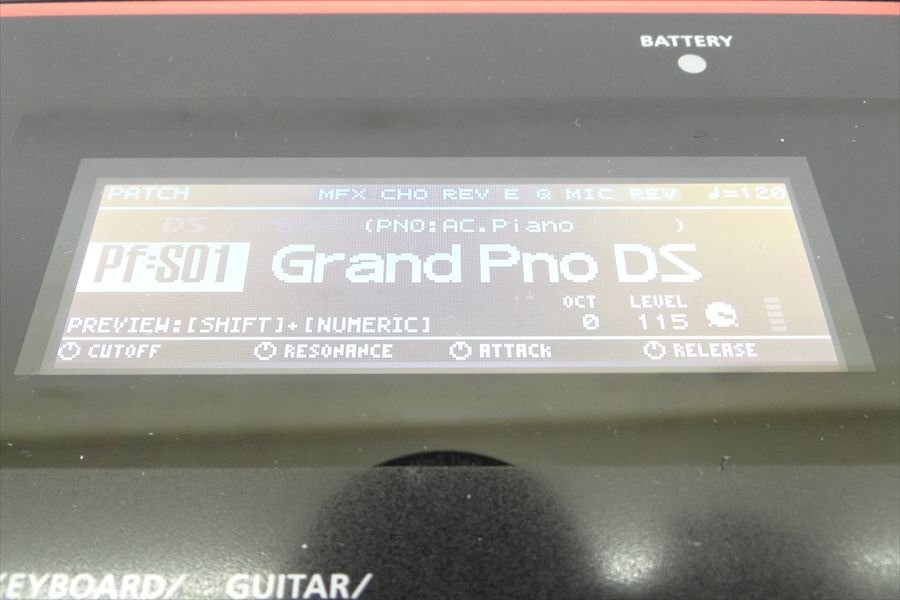 BATTERY
PATCH MFX CHO REV EQ MIC REV ♩=120
(PNO:AC.Piano )
Pf:S01 Grand Pno DS
OCT LEVEL
0 115
PREVIEW:[SHIFT]+[NUMERIC]
CUTOFF RESONANCE ATTACK RELEASE
KEYBOARD/ GUITAR/